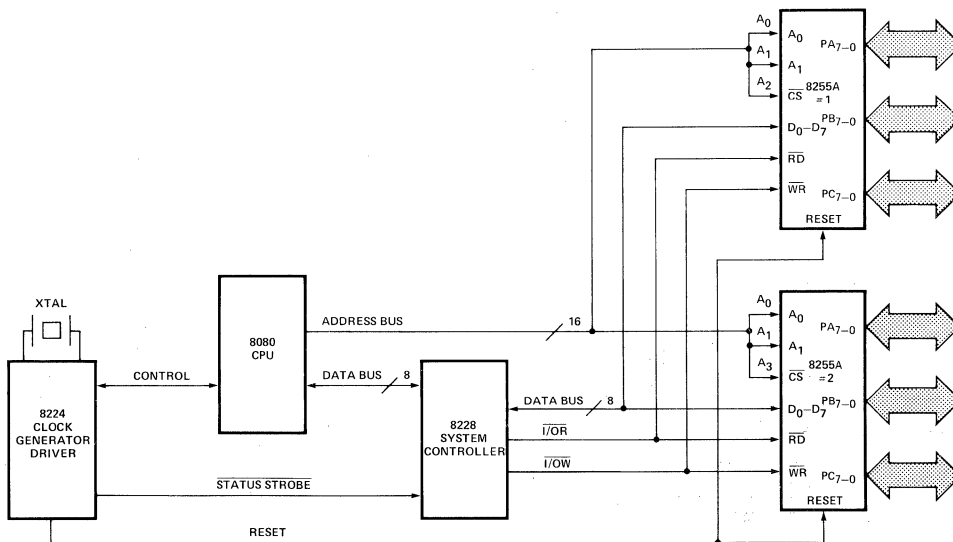 A0
A0
PA7–0
A1
A1
A2
CS
8255A
=1
D0–D7
PB7–0
RD
WR
PC7–0
RESET
XTAL
ADDRESS BUS
16
8080
CPU
A0
A0
PA7–0
A1
A1
A3
CS
8255A
=2
CONTROL
DATA BUS
8
DATA BUS
8
D0–D7
PB7–0
8224
CLOCK
GENERATOR
DRIVER
8228
SYSTEM
CONTROLLER
I/OR
RD
I/OW
WR
PC7–0
STATUS STROBE
RESET
RESET